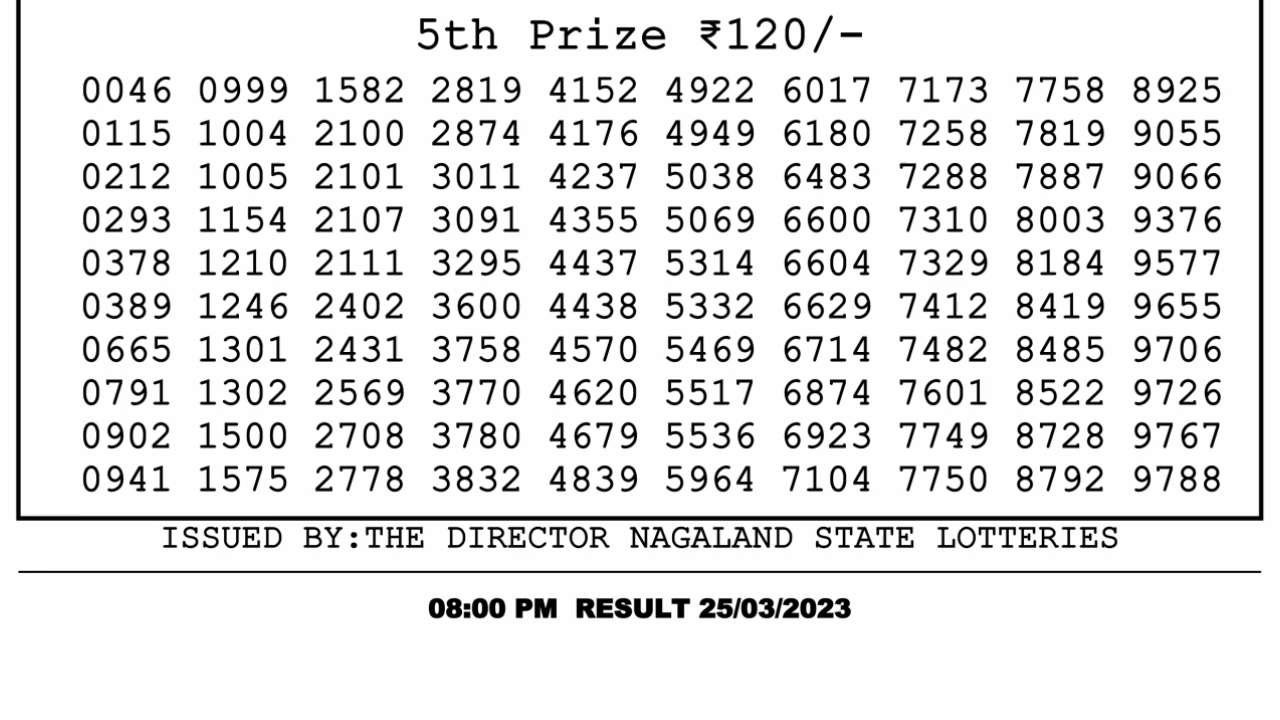 5th Prize ₹120/-
0046 0999 1582 2819 4152 4922 6017 7173 7758 8925
0115 1004 2100 2874 4176 4949 6180 7258 7819 9055
0212 1005 2101 3011 4237 5038 6483 7288 7887 9066
0293 1154 2107 3091 4355 5069 6600 7310 8003 9376
0378 1210 2111 3295 4437 5314 6604 7329 8184 9577
0389 1246 2402 3600 4438 5332 6629 7412 8419 9655
0665 1301 2431 3758 4570 5469 6714 7482 8485 9706
0791 1302 2569 3770 4620 5517 6874 7601 8522 9726
0902 1500 2708 3780 4679 5536 6923 7749 8728 9767
0941 1575 2778 3832 4839 5964 7104 7750 8792 9788
ISSUED BY:THE DIRECTOR NAGALAND STATE LOTTERIES
08:00 PM RESULT 25/03/2023